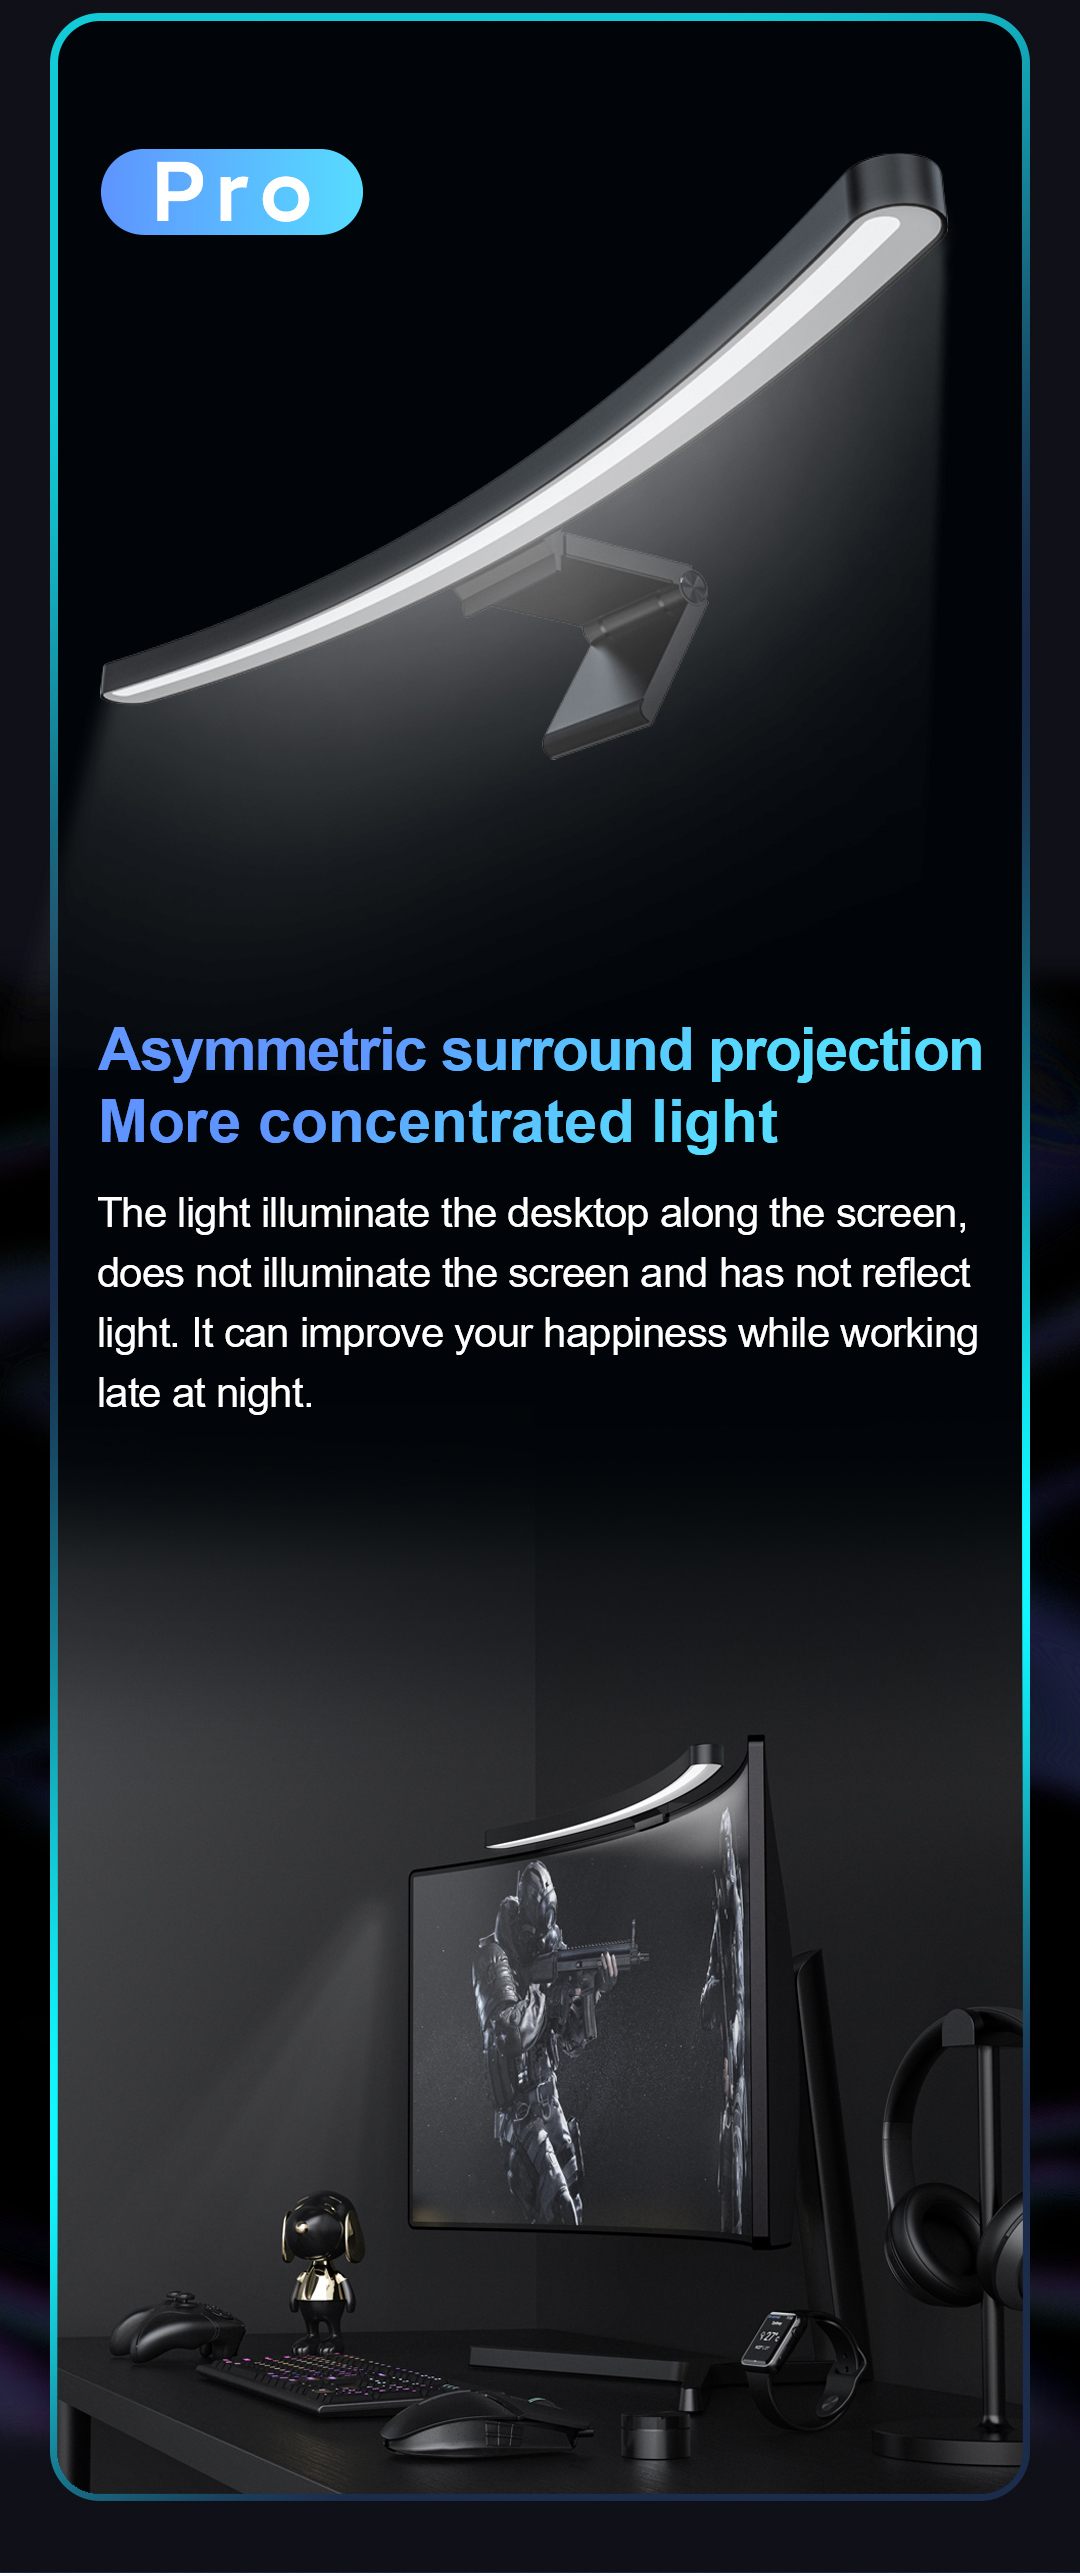 Pro
Asymmetric surround projection
More concentrated light
The light illuminate the desktop along the screen,
does not illuminate the screen and has not reflect
light. It can improve your happiness while working
late at night.
27°c